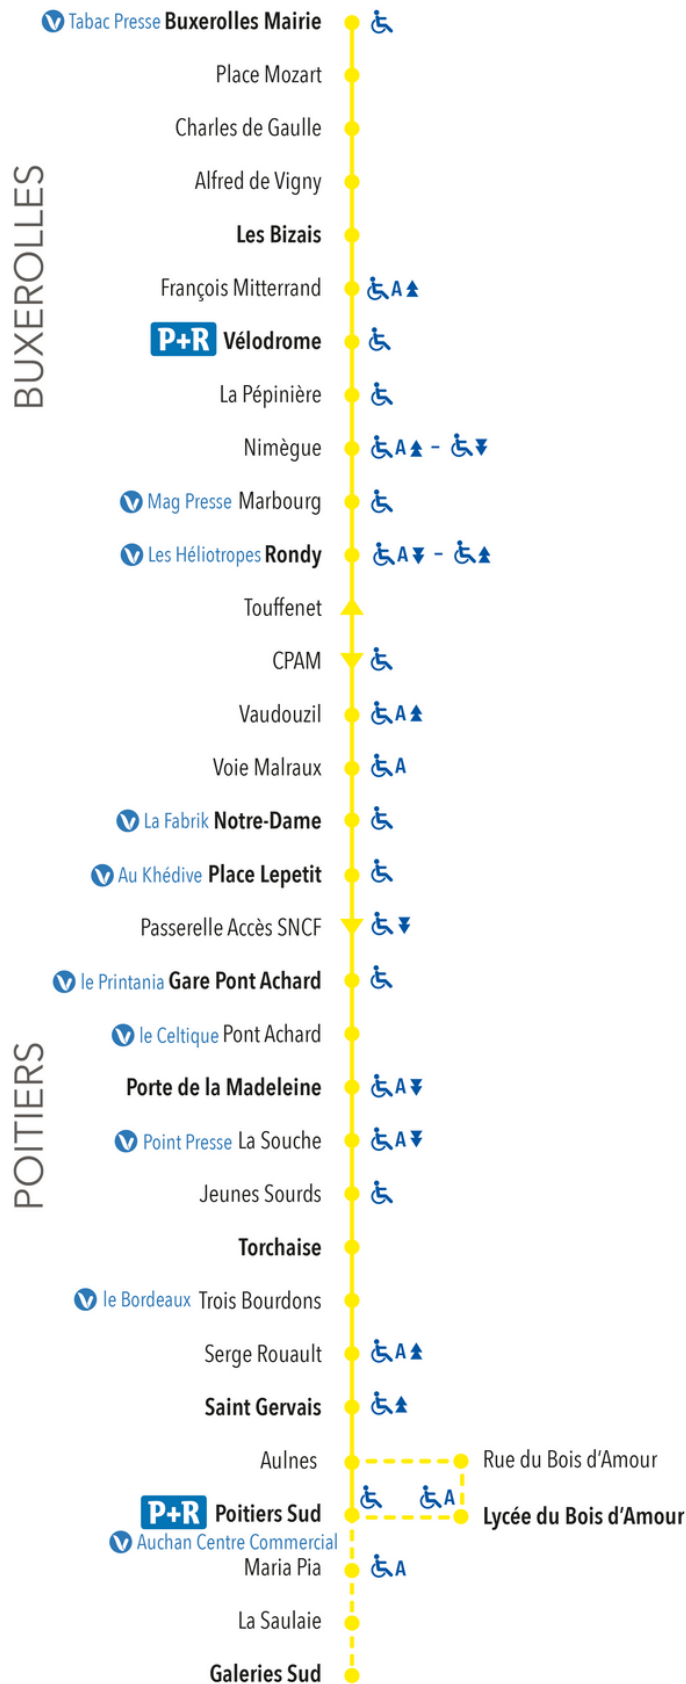 BUXEROLLES
Tabac Presse Buxerolles Mairie
Place Mozart
Charles de Gaulle
Alfred de Vigny
Les Bizais
François Mitterrand A
P+R Vélodrome
La Pépinière
Nimègue A -
Mag Presse Marbourg
Les Héliotropes Rondy A -
Touffenet
CPAM
Vaudouzil A
Voie Malraux A
La Fabrik Notre-Dame
Au Khédive Place Lepetit
Passerelle Accès SNCF
le Printania Gare Pont Achard
POITIERS
le Celtique Pont Achard
Porte de la Madeleine A
Point Presse La Souche A
Jeunes Sourds
Torchaise
le Bordeaux Trois Bourdons
Serge Rouault A
Saint Gervais
Aulnes Rue du Bois d'Amour
P+R Poitiers Sud A Lycée du Bois d'Amour
Auchan Centre Commercial
Maria Pia A
La Saulaie
Galeries Sud